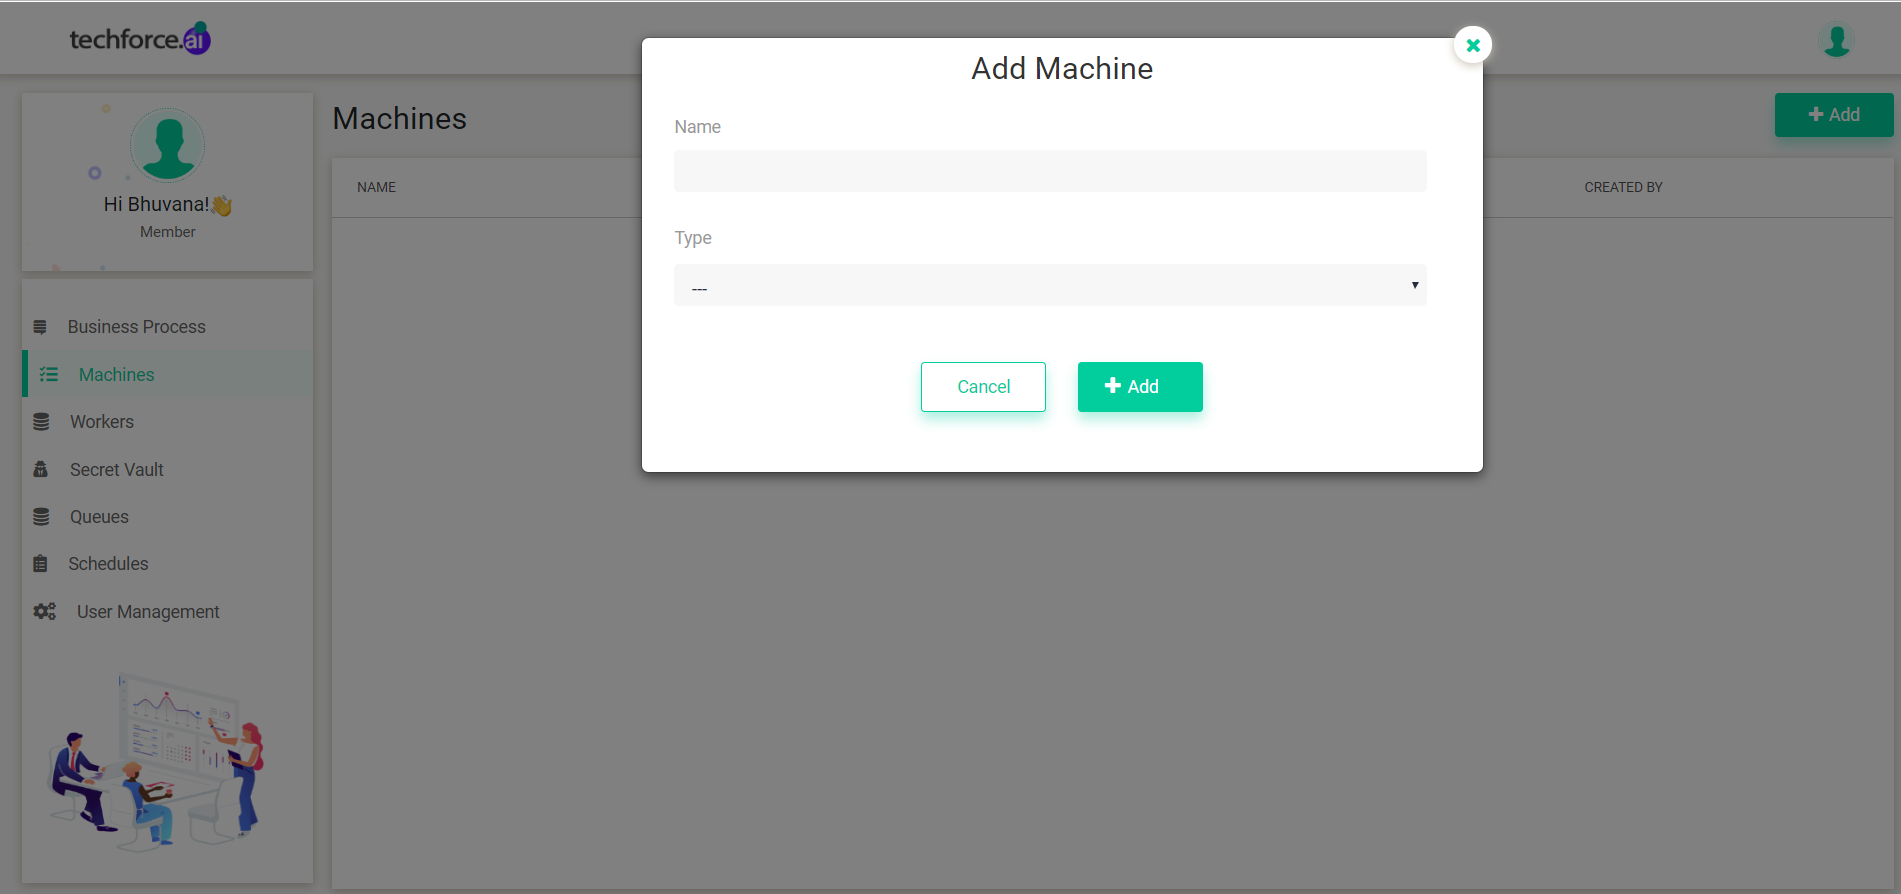 techforce.ai
Hi Bhuvana!👋
Member
Business Process
Machines
Workers
Secret Vault
Queues
Schedules
User Management
Machines
Add
NAME
CREATED BY
Add Machine
Name
Type
---
Cancel
Add